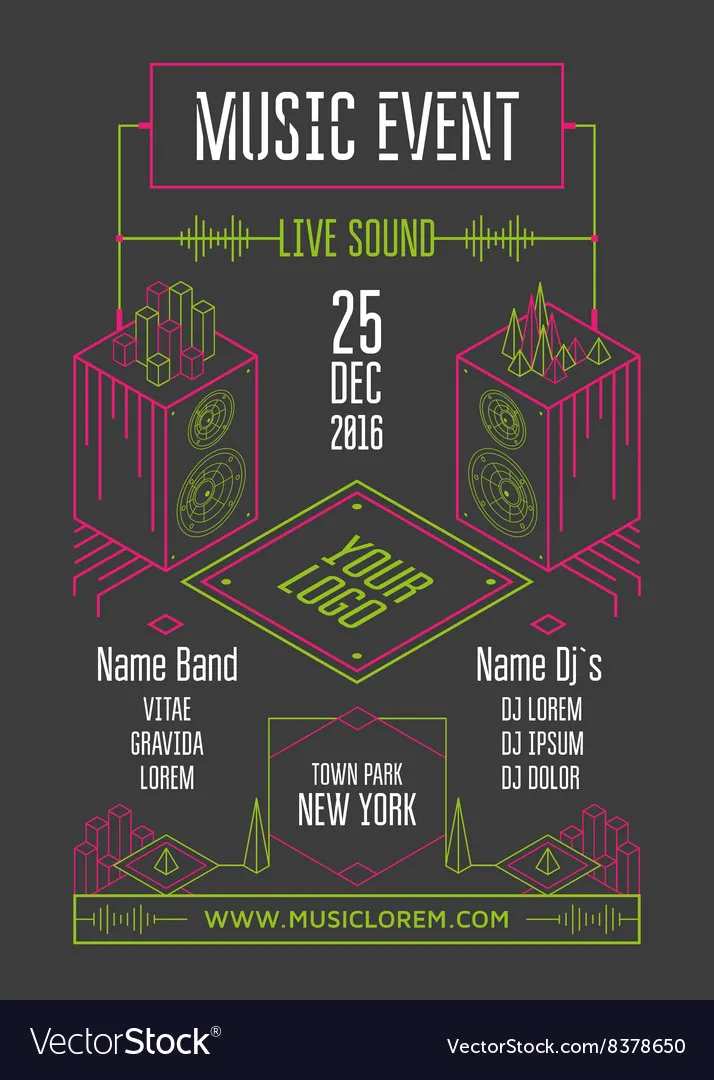 MUSIC EVENT
LIVE SOUND
25
DEC
2016
YOUR
LOGO
Name Band
VITAE
GRAVIDA
LOREM
Name Dj`s
DJ LOREM
DJ IPSUM
DJ DOLOR
TOWN PARK
NEW YORK
WWW.MUSICLOREM.COM
VectorStock®
VectorStock.com/8378650